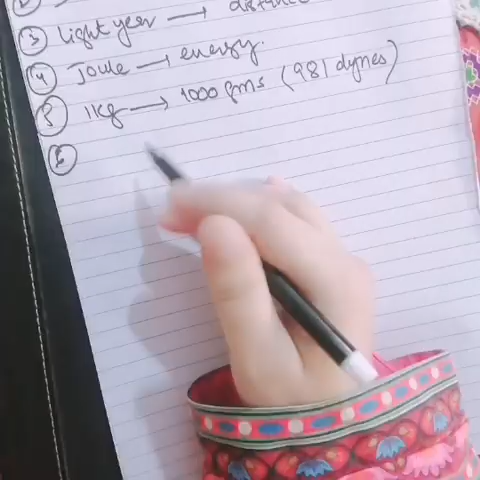 ③ Light year → distance
④ Joule → energy.
⑤ 1kg → 1000 gms (981 dynes)
⑥